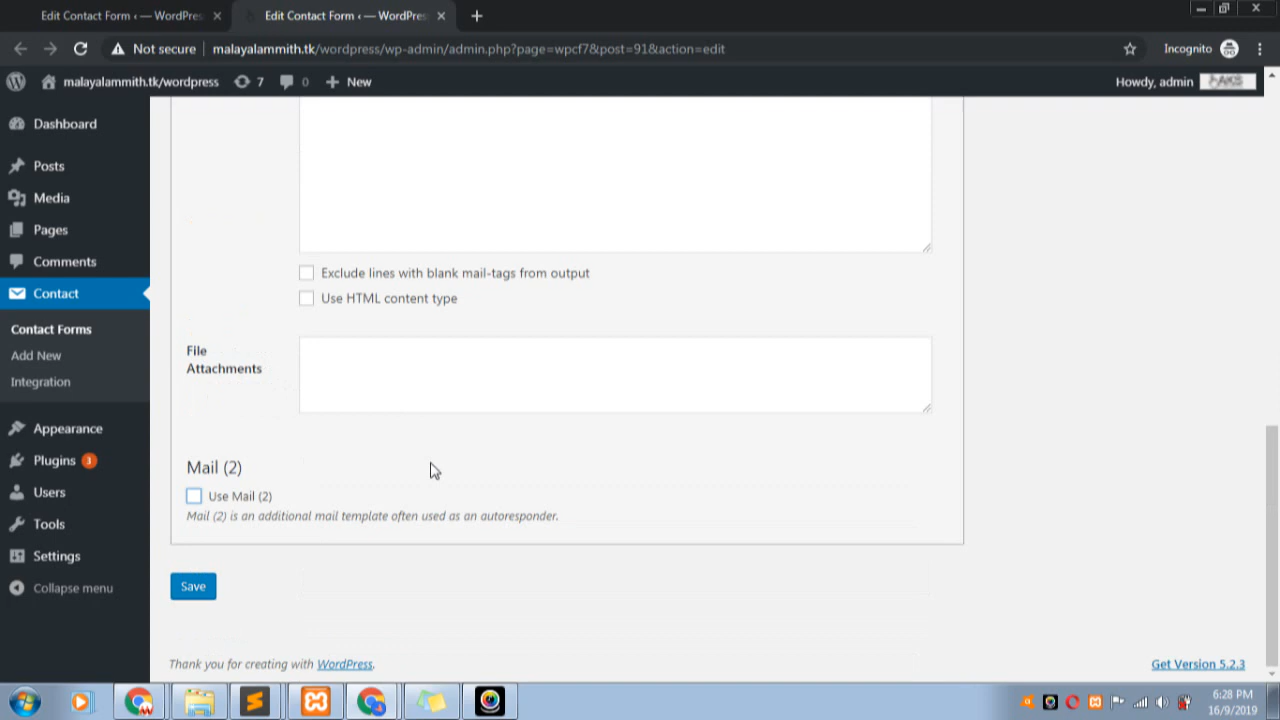 Edit Contact Form ‹ — WordPres
Edit Contact Form ‹ — WordPres
Not secure
malayalammith.tk/wordpress/wp-admin/admin.php?page=wpcf7&post=91&action=edit
Incognito
malayalammith.tk/wordpress
7
0
New
Howdy, admin
Dashboard
Posts
Media
Pages
Comments
Contact
Contact Forms
Add New
Integration
Appearance
Plugins 3
Users
Tools
Settings
Collapse menu
Exclude lines with blank mail-tags from output
Use HTML content type
File
Attachments
Mail (2)
Use Mail (2)
Mail (2) is an additional mail template often used as an autoresponder.
Save
Thank you for creating with WordPress.
Get Version 5.2.3
6:28 PM
16/9/2019